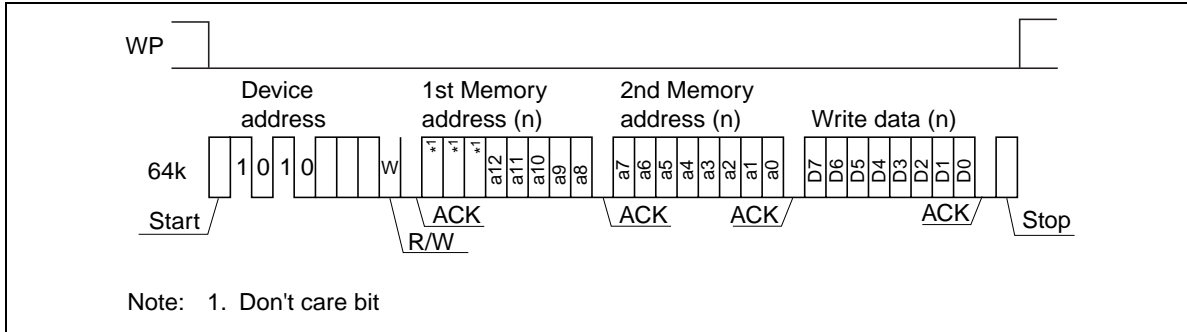 WP
Device address
1st Memory address (n)
2nd Memory address (n)
Write data (n)
64k
1 0 1 0 W *1 *1 *1 a12 a11 a10 a9 a8 a7 a6 a5 a4 a3 a2 a1 a0 D7 D6 D5 D4 D3 D2 D1 D0
Start
ACK
ACK
ACK
ACK
Stop
R/W
Note: 1. Don't care bit